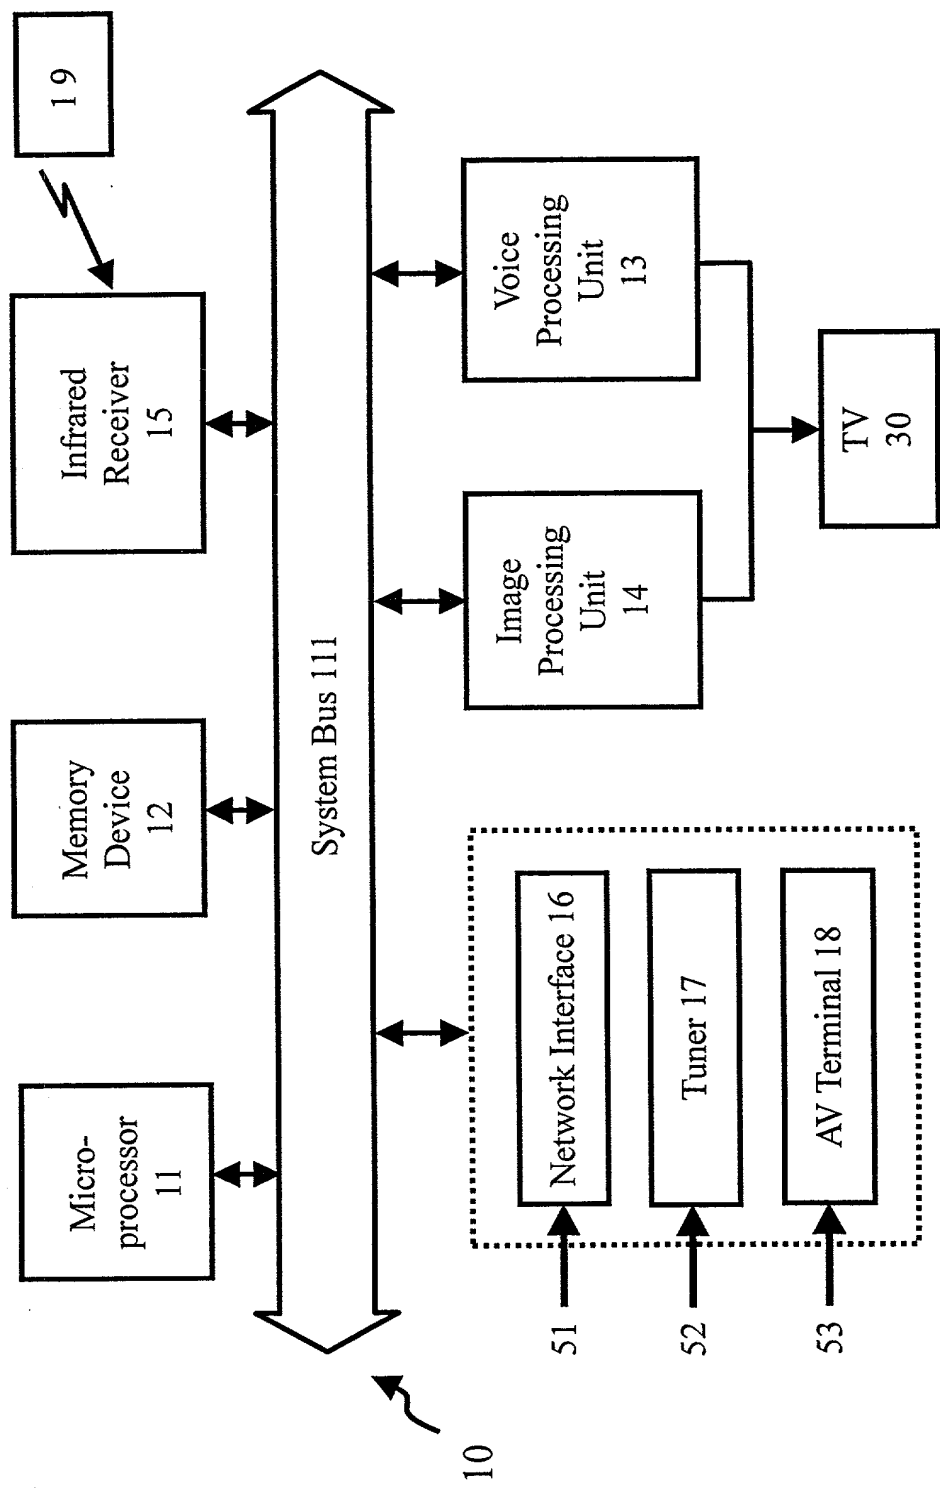 Micro-
processor
11
Memory
Device
12
Infrared
Receiver
15
19
System Bus 111
10
51
Network Interface 16
52
Tuner 17
53
AV Terminal 18
Image
Processing
Unit
14
Voice
Processing
Unit
13
TV
30